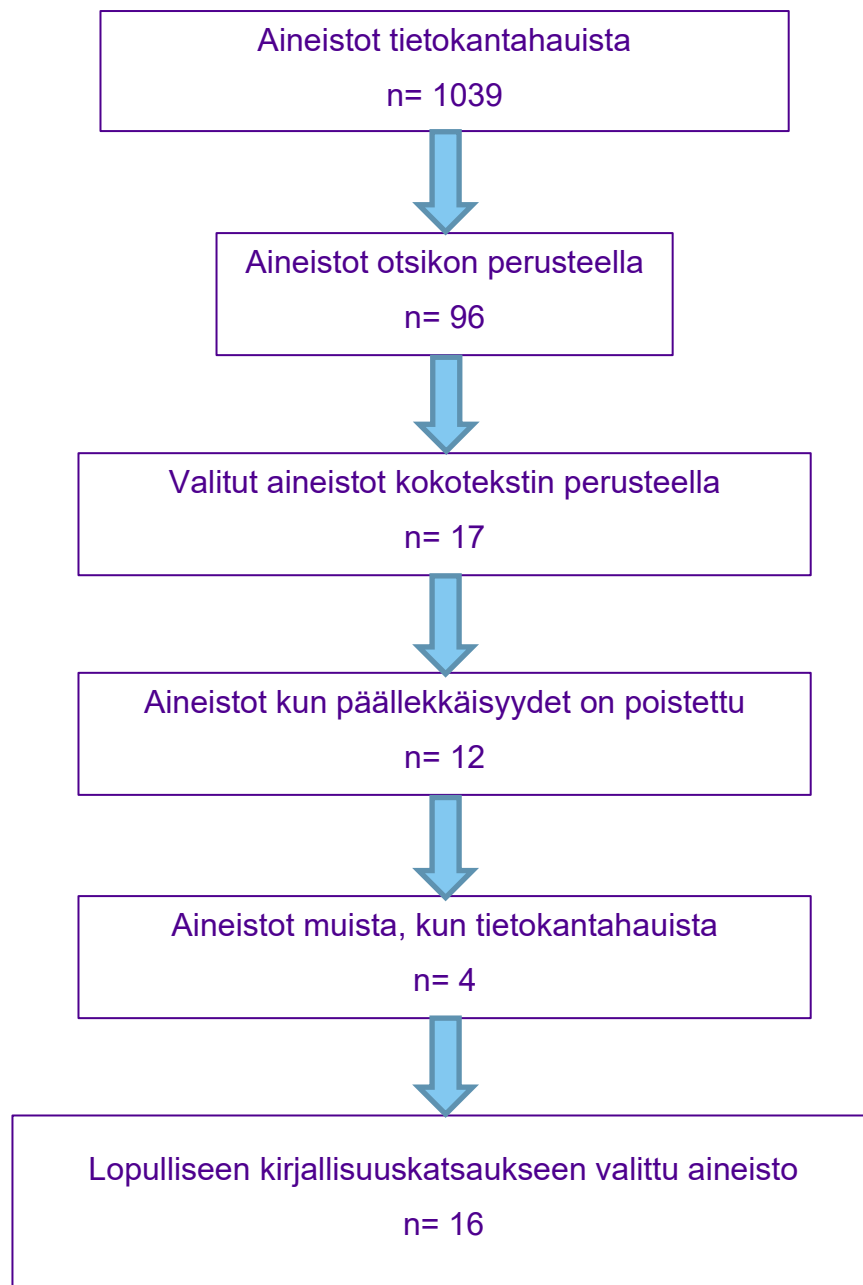 Aineistot tietokantahauista
n= 1039
Aineistot otsikon perusteella
n= 96
Valitut aineistot kokotekstin perusteella
n= 17
Aineistot kun päällekkäisyydet on poistettu
n= 12
Aineistot muista, kun tietokantahauista
n= 4
Lopulliseen kirjallisuuskatsaukseen valittu aineisto
n= 16